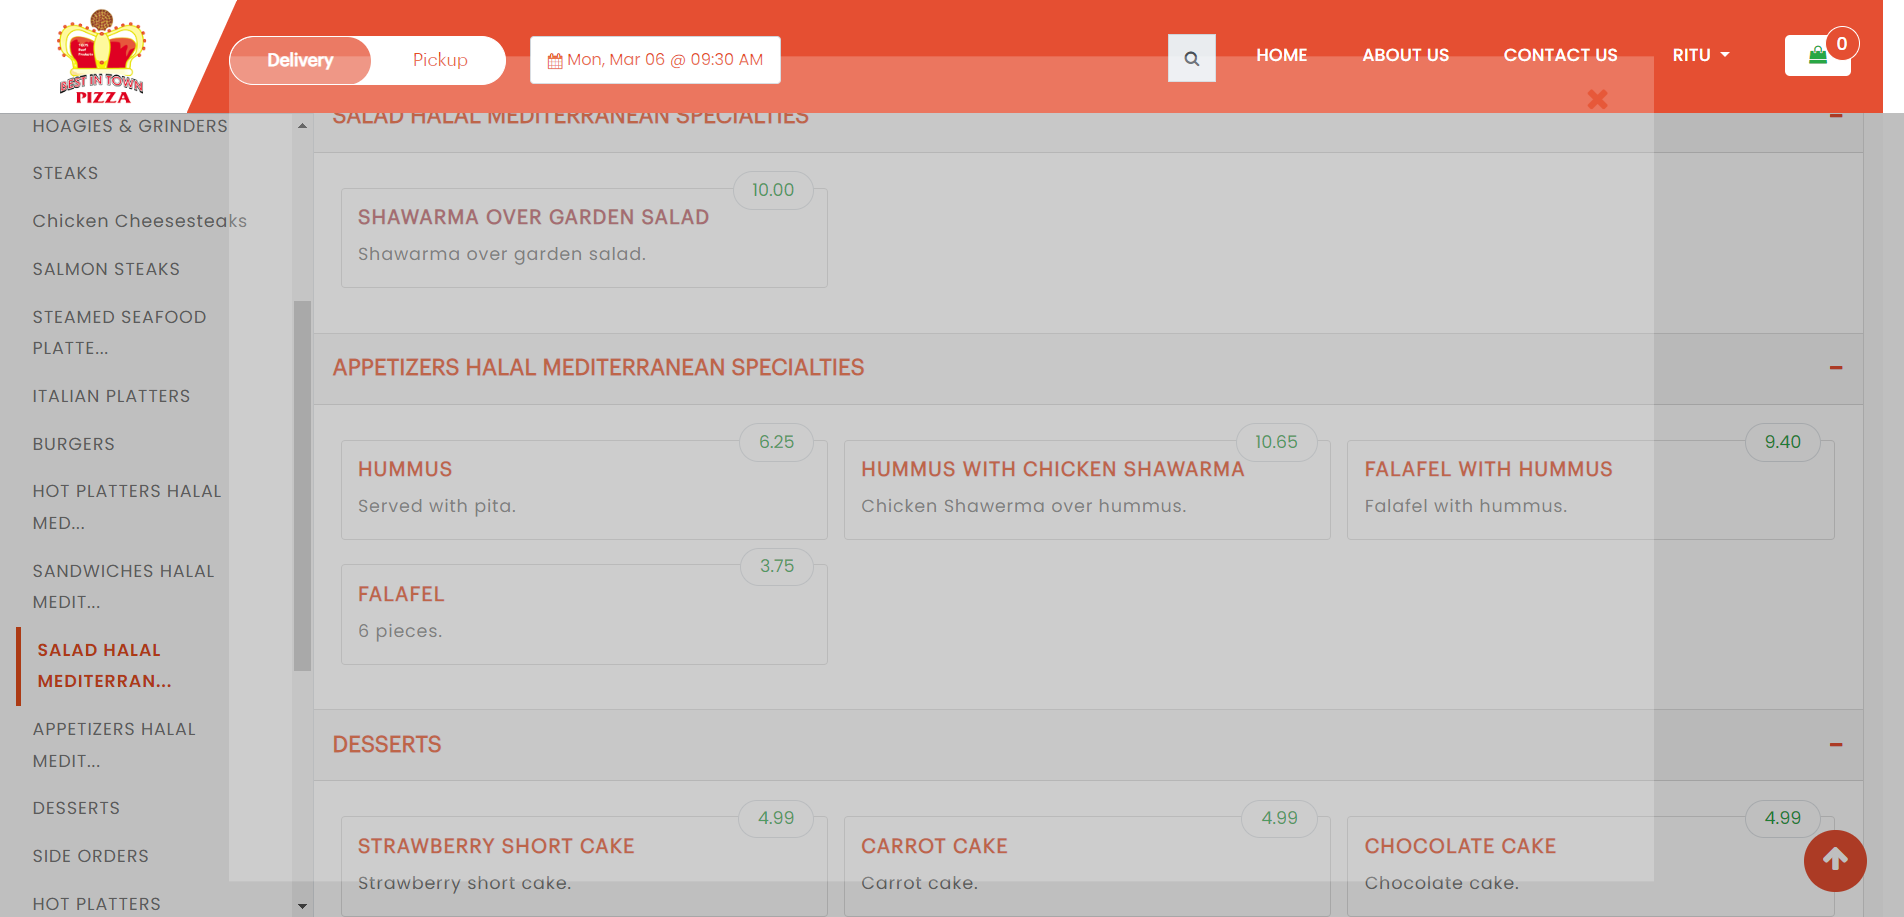 BEST IN TOWN
PIZZA
Delivery
Pickup
Mon, Mar 06 @ 09:30 AM
HOME
ABOUT US
CONTACT US
RITU
0
HOAGIES & GRINDERS
STEAKS
Chicken Cheesesteaks
SALMON STEAKS
STEAMED SEAFOOD
PLATTE...
ITALIAN PLATTERS
BURGERS
HOT PLATTERS HALAL
MED...
SANDWICHES HALAL
MEDIT...
SALAD HALAL
MEDITERRAN...
APPETIZERS HALAL
MEDIT...
DESSERTS
SIDE ORDERS
HOT PLATTERS
SALAD HALAL MEDITERRANEAN SPECIALTIES
10.00
SHAWARMA OVER GARDEN SALAD
Shawarma over garden salad.
APPETIZERS HALAL MEDITERRANEAN SPECIALTIES
6.25
HUMMUS
Served with pita.
10.65
HUMMUS WITH CHICKEN SHAWARMA
Chicken Shawerma over hummus.
9.40
FALAFEL WITH HUMMUS
Falafel with hummus.
3.75
FALAFEL
6 pieces.
DESSERTS
4.99
STRAWBERRY SHORT CAKE
Strawberry short cake.
4.99
CARROT CAKE
Carrot cake.
4.99
CHOCOLATE CAKE
Chocolate cake.